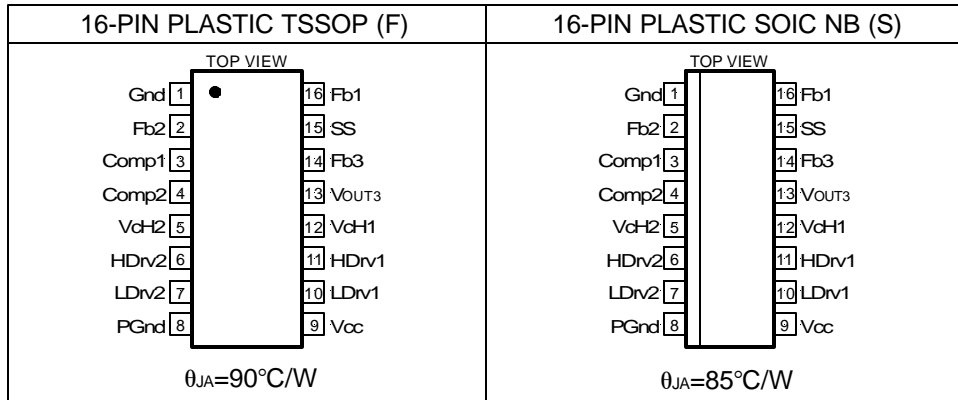 16-PIN PLASTIC TSSOP (F)
TOP VIEW
Gnd 1 16 Fb1
Fb2 2 15 SS
Comp1 3 14 Fb3
Comp2 4 13 VOUT3
VcH2 5 12 VcH1
HDrv2 6 11 HDrv1
LDrv2 7 10 LDrv1
PGnd 8 9 Vcc
θJA=90°C/W
16-PIN PLASTIC SOIC NB (S)
TOP VIEW
Gnd 1 16 Fb1
Fb2 2 15 SS
Comp1 3 14 Fb3
Comp2 4 13 VOUT3
VcH2 5 12 VcH1
HDrv2 6 11 HDrv1
LDrv2 7 10 LDrv1
PGnd 8 9 Vcc
θJA=85°C/W